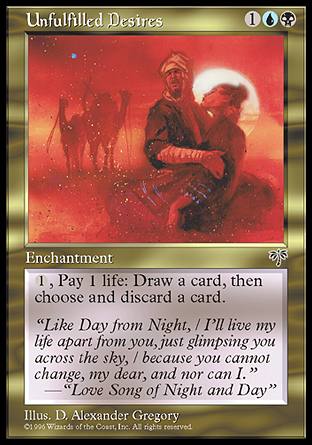 Unfulfilled Desires 1
Enchantment
1, Pay 1 life: Draw a card, then
choose and discard a card.
“Like Day from Night, / I’ll live my
life apart from you, just glimpsing you
across the sky, / because you cannot
change, my dear, and nor can I.”
—“Love Song of Night and Day”
Illus. D. Alexander Gregory
©1996 Wizards of the Coast, Inc. All rights reserved.